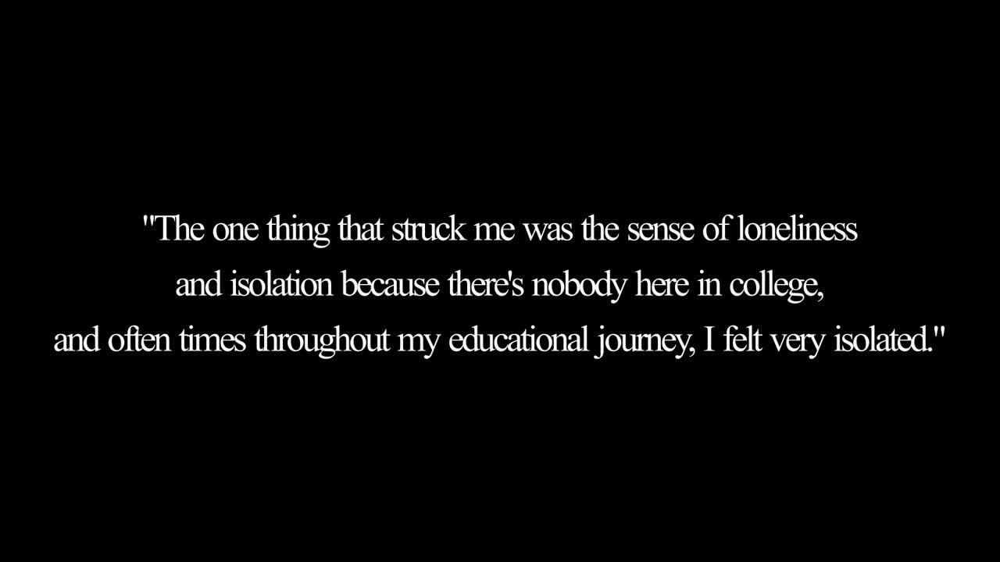 "The one thing that struck me was the sense of loneliness
and isolation because there's nobody here in college,
and often times throughout my educational journey, I felt very isolated."